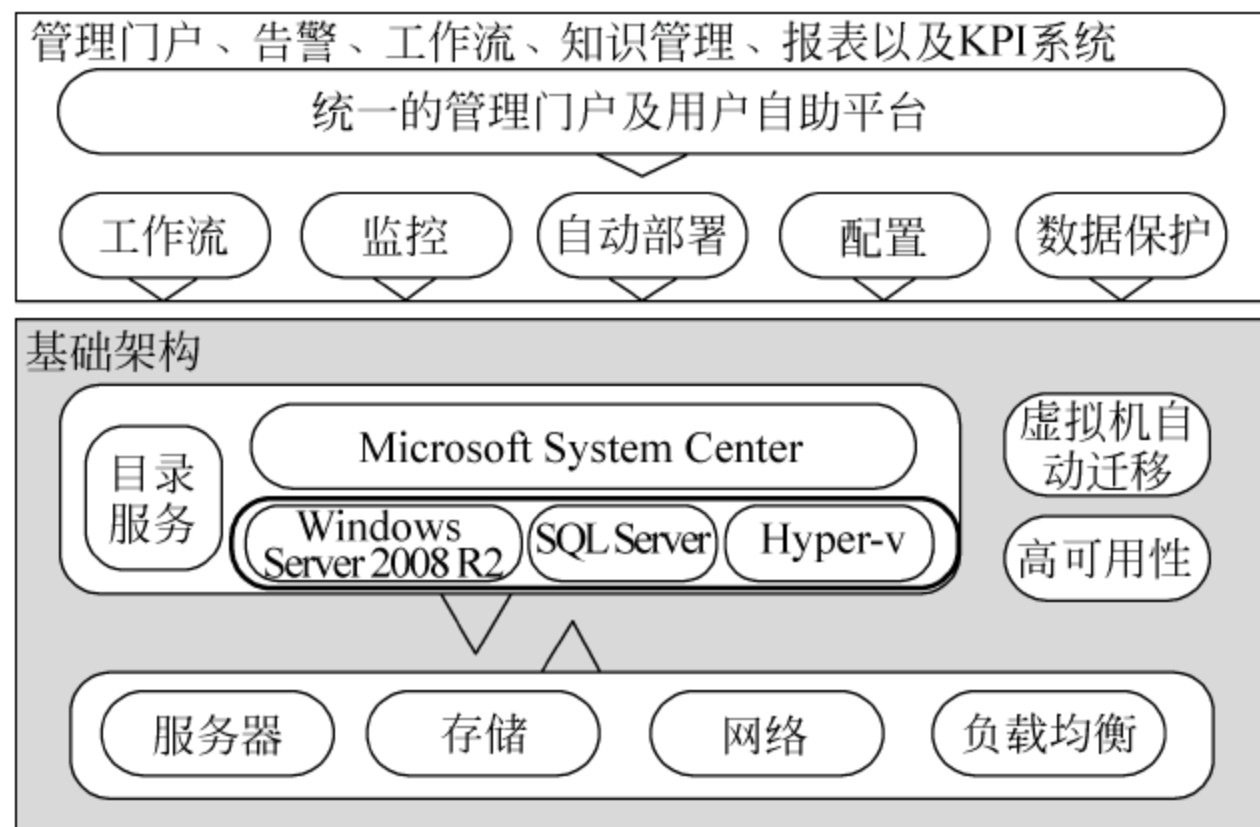 管理门户、告警、工作流、知识管理、报表以及KPI系统
统一的管理门户及用户自助平台
工作流
监控
自动部署
配置
数据保护
基础架构
目录
服务
Microsoft System Center
Windows
Server 2008 R2
SQL Server
Hyper-v
虚拟机自
动迁移
高可用性
服务器
存储
网络
负载均衡